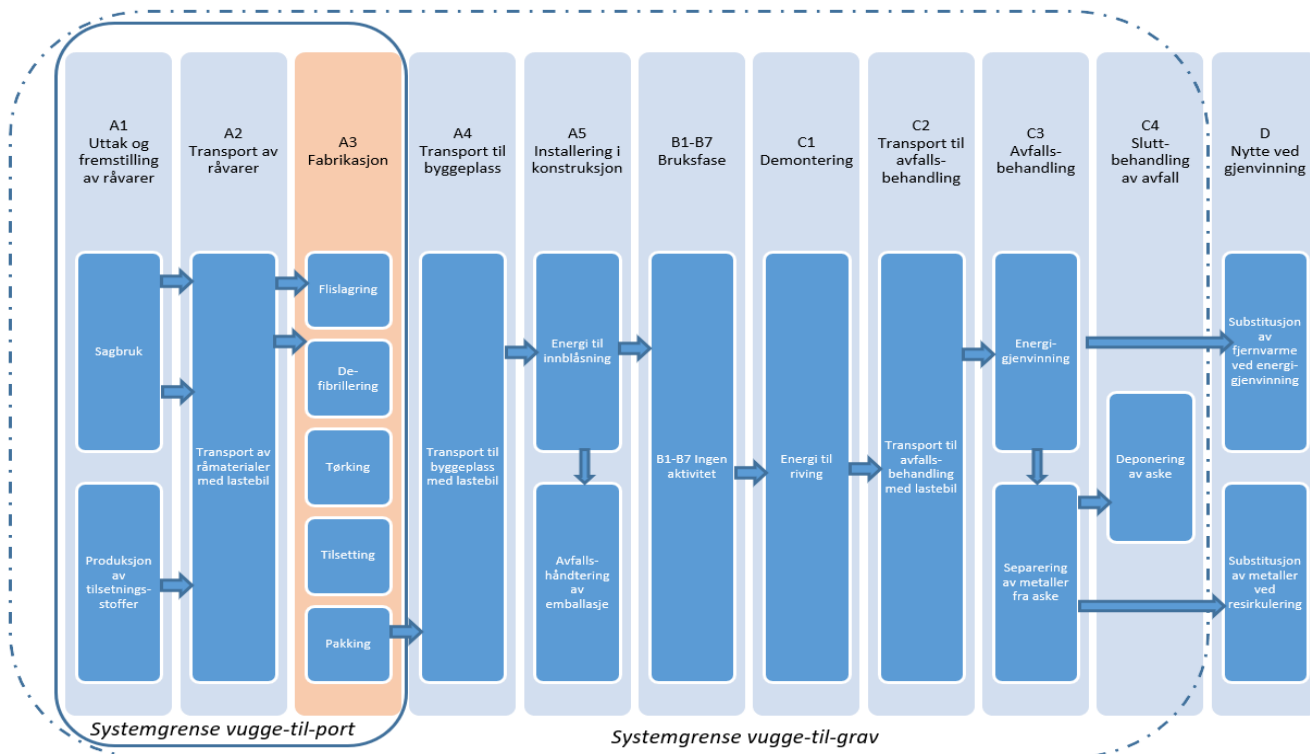 A1
Uttak og
fremstilling
av råvarer
A2
Transport av
råvarer
A3
Fabrikasjon
A4
Transport til
byggeplass
A5
Installering i
konstruksjon
B1-B7
Bruksfase
C1
Demontering
C2
Transport til
avfalls-
behandling
C3
Avfalls-
behandling
C4
Slutt-
behandling
av avfall
D
Nytte ved
gjenvinning
Sagbruk
Produksjon
av
tilsetnings-
stoffer
Transport av
råmaterialer
med lastebil
Flislagring
De-
fibrillering
Tørking
Tilsetting
Pakking
Transport til
byggeplass
med lastebil
Energi til
innblåsning
Avfalls-
håndtering
av
emballasje
B1-B7 Ingen
aktivitet
Energi til
riving
Transport til
avfalls-
behandling
med lastebil
Energi-
gjenvinning
Separering
av metaller
fra aske
Deponering
av aske
Substitusjon
av
fjernvarme
ved energi-
gjenvinning
Substitusjon
av metaller
ved
resirkulering
Systemgrense vugge-til-port
Systemgrense vugge-til-grav